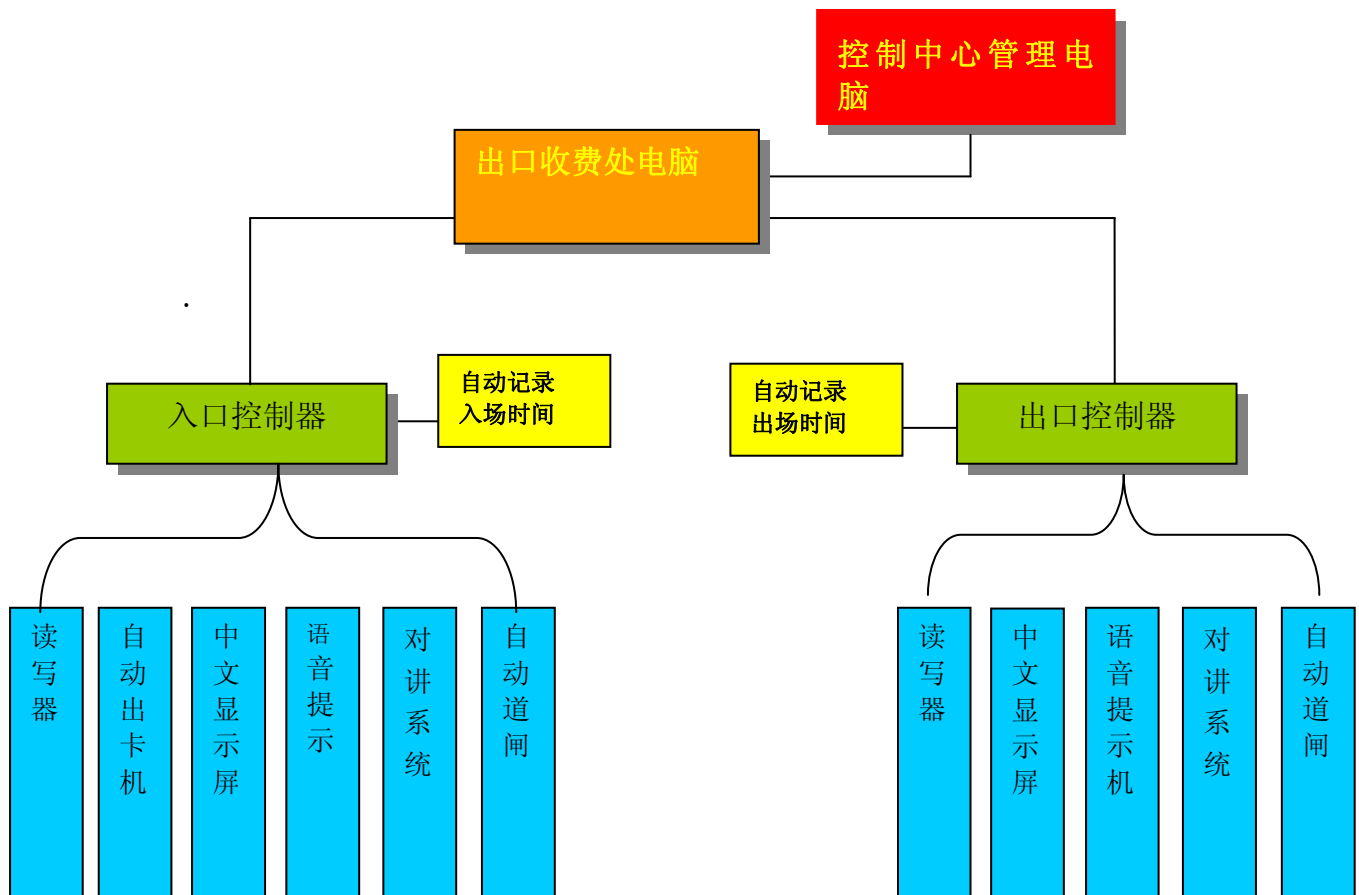 控制中心管理电
脑
出口收费处电脑
自动记录
入场时间
自动记录
出场时间
入口控制器
出口控制器
读写器
自动出卡机
中文显示屏
语音提示
对讲系统
自动道闸
读写器
中文显示屏
语音提示机
对讲系统
自动道闸